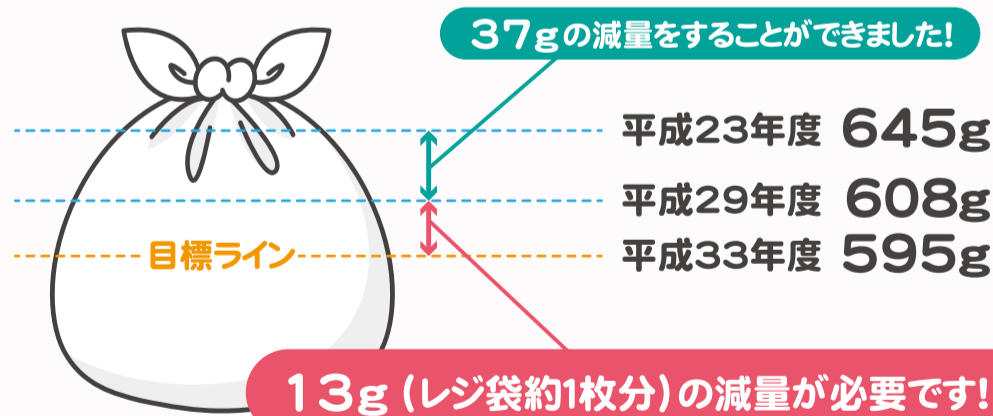 37gの減量をすることができました!
平成23年度 645g
平成29年度 608g
目標ライン
平成33年度 595g
13g(レジ袋約1枚分)の減量が必要です!